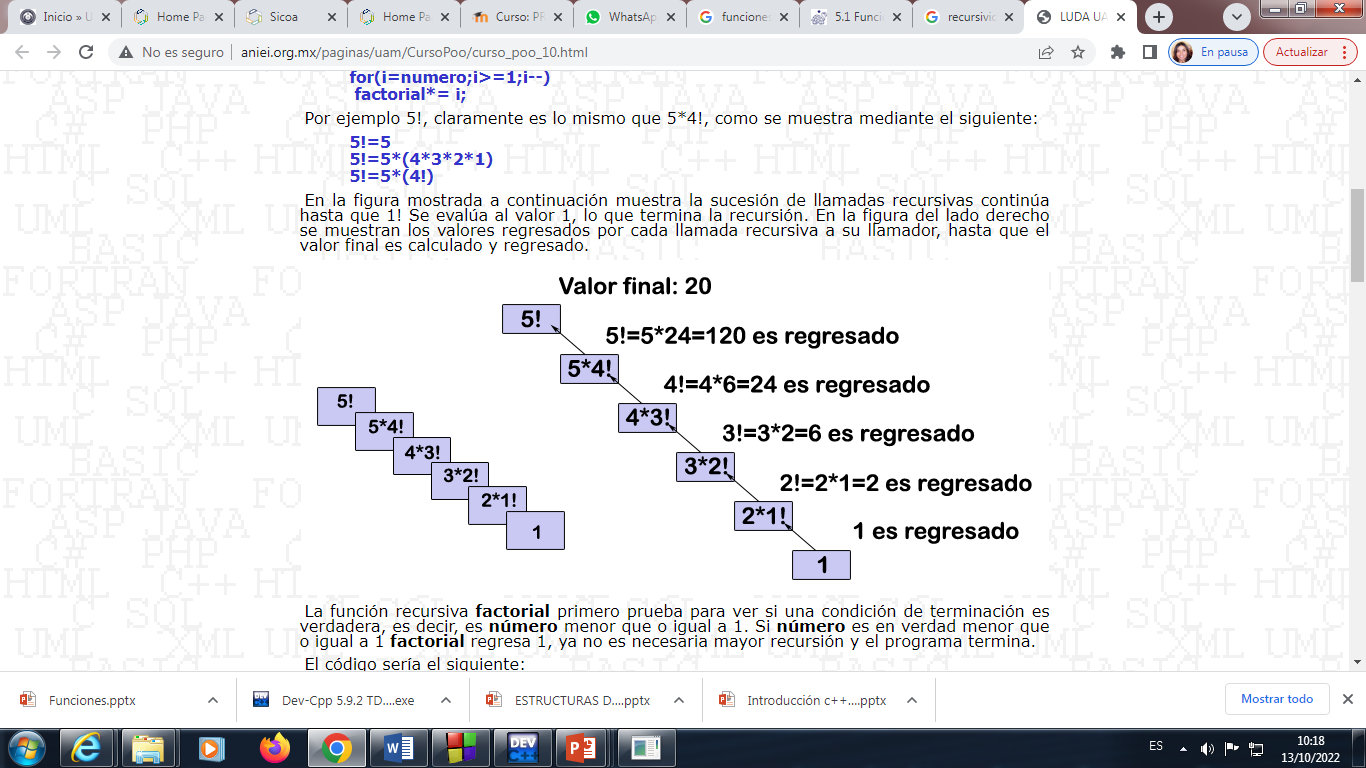 Inicio » U
Home Pa
Sicoa
Home Pa
Curso: PR
WhatsAp
funciones
5.1 Funci
recursivid
LUDA UA
No es seguro | aniei.org.mx/paginas/uam/CursoPoo/curso_poo_10.html
En pausa
Actualizar
for(i=numero;i>=1;i--)
factorial*= i;
Por ejemplo 5!, claramente es lo mismo que 5*4!, como se muestra mediante el siguiente:
5!=5
5!=5*(4*3*2*1)
5!=5*(4!)
En la figura mostrada a continuación muestra la sucesión de llamadas recursivas continúa
hasta que 1! Se evalúa al valor 1, lo que termina la recursión. En la figura del lado derecho
se muestran los valores regresados por cada llamada recursiva a su llamador, hasta que el
valor final es calculado y regresado.
Valor final: 20
5!
5!=5*24=120 es regresado
5*4!
4!=4*6=24 es regresado
4*3!
3!=3*2=6 es regresado
3*2!
2!=2*1=2 es regresado
2*1!
1 es regresado
1
5!
5*4!
4*3!
3*2!
2*1!
1
La función recursiva factorial primero prueba para ver si una condición de terminación es
verdadera, es decir, es número menor que o igual a 1. Si número es en verdad menor que
o igual a 1 factorial regresa 1, ya no es necesaria mayor recursión y el programa termina.
El código sería el siguiente:
Funciones.pptx
Dev-Cpp 5.9.2 TD....exe
ESTRUCTURAS D....pptx
Introducción c++....pptx
Mostrar todo
DEV
C++
ES
10:18
13/10/2022